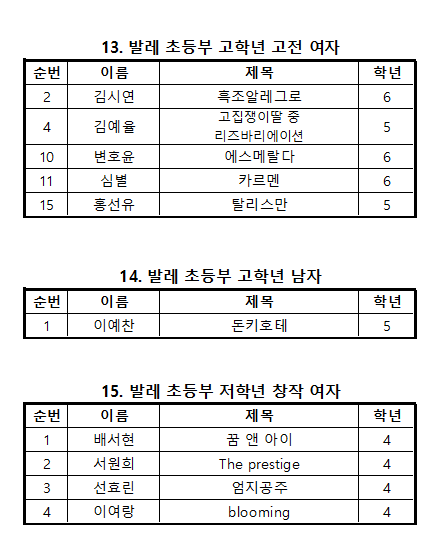 13. 발레 초등부 고학년 고전 여자
순번 이름 제목 학년
2 김시연 흑조알레그로 6
4 김예율 고집쟁이딸 중 5
리즈바리에이션
10 변호윤 에스메랄다 6
11 심별 카르멘 6
15 홍선유 탈리스만 5
14. 발레 초등부 고학년 남자
순번 이름 제목 학년
1 이예찬 돈키호테 5
15. 발레 초등부 저학년 창작 여자
순번 이름 제목 학년
1 배서현 꿈 앤 아이 4
2 서원희 The prestige 4
3 선효린 엄지공주 4
4 이여랑 blooming 4